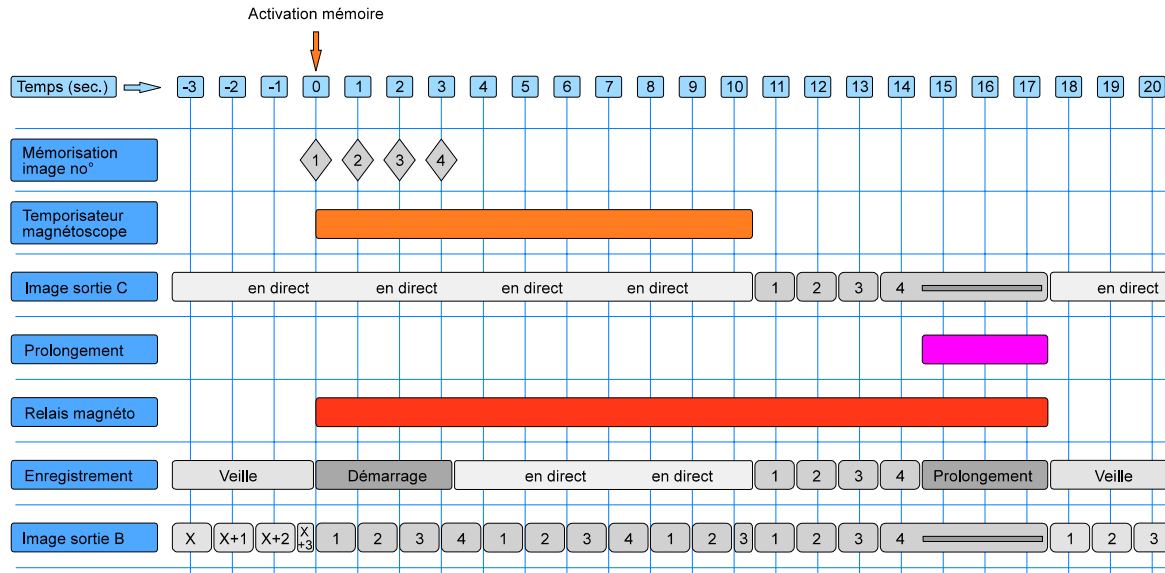 Activation mémoire
Temps (sec.) -3 -2 -1 0 1 2 3 4 5 6 7 8 9 10 11 12 13 14 15 16 17 18 19 20
Mémorisation
image no°
1 2 3 4
Temporisateur
magnétoscope
Image sortie C en direct en direct en direct en direct 1 2 3 4 en direct
Prolongement
Relais magnéto
Enregistrement Veille Démarrage en direct en direct 1 2 3 4 Prolongement Veille
Image sortie B X X+1 X+2 X
+3 1 2 3 4 1 2 3 4 1 2 3 1 2 3 4 1 2 3